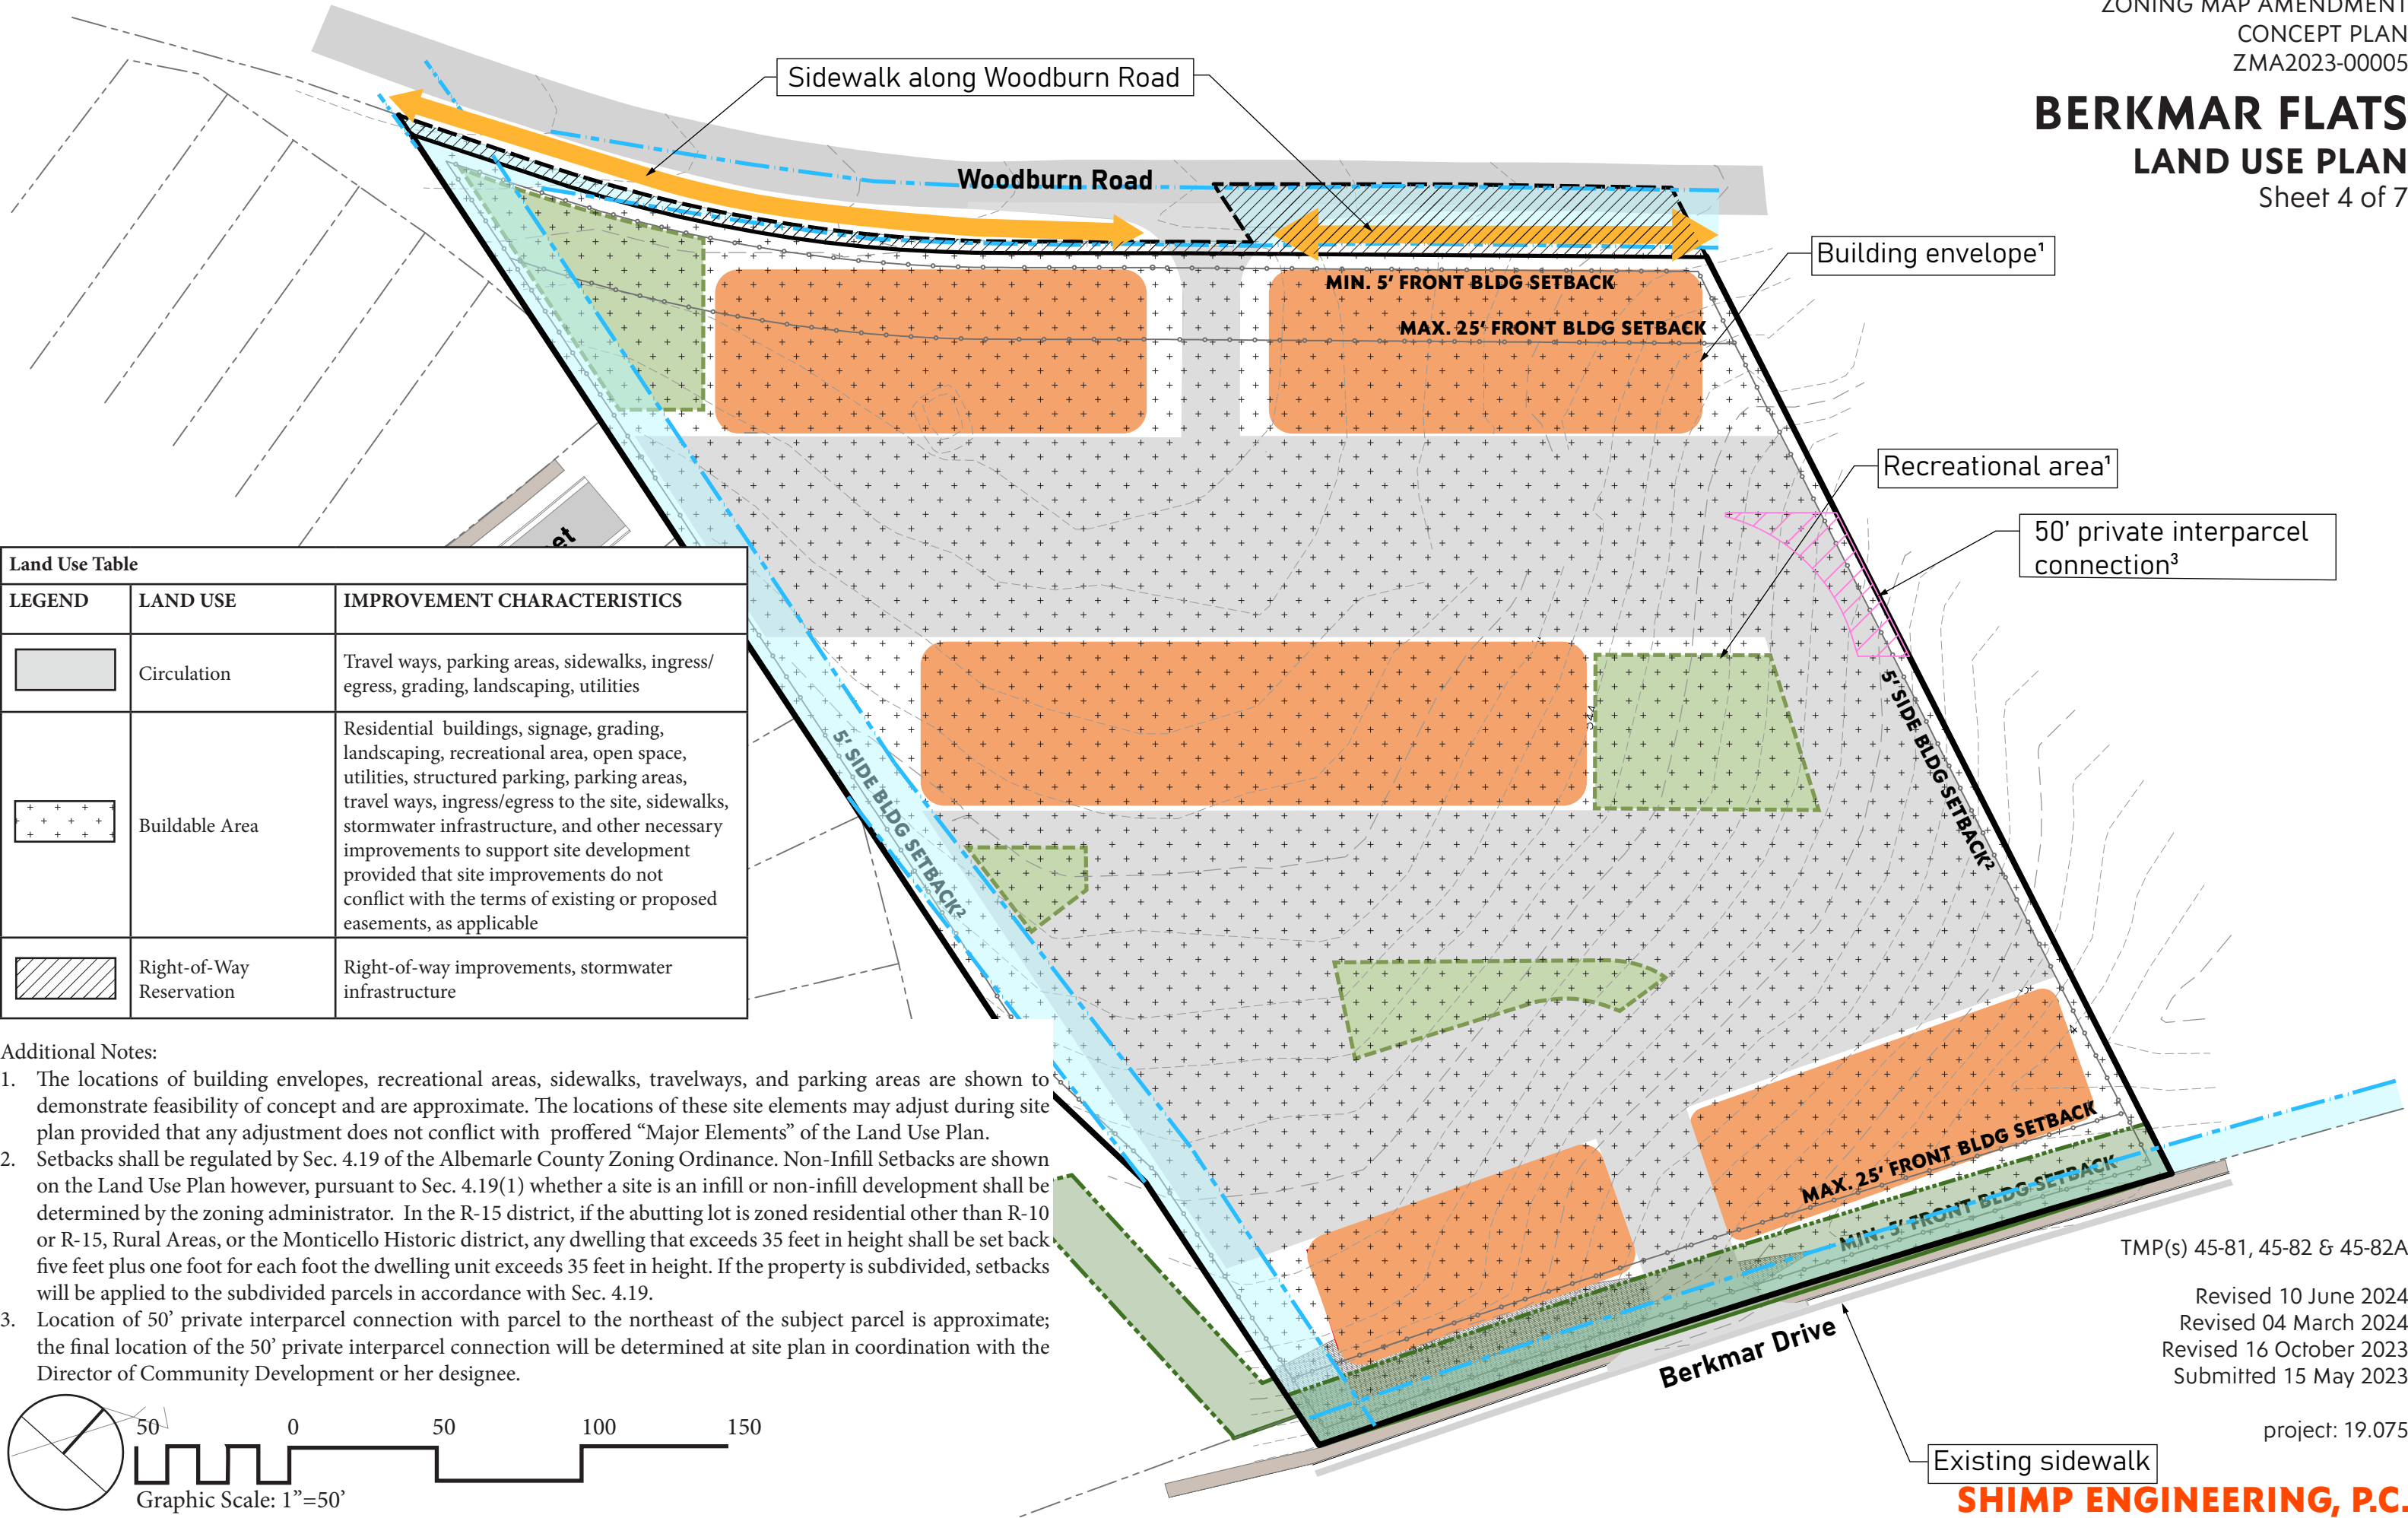 ZONING MAP AMENDMENT
CONCEPT PLAN
ZMA2023-00005
BERKMAR FLATS
LAND USE PLAN
Sheet 4 of 7
Sidewalk along Woodburn Road
Woodburn Road
Building envelope¹
MIN. 5' FRONT BLDG SETBACK
MAX. 25' FRONT BLDG SETBACK
Recreational area¹
50' private interparcel
connection³
5' SIDE BLDG SETBACK²
5' SIDE BLDG SETBACK²
544
Land Use Table
LEGEND
LAND USE
IMPROVEMENT CHARACTERISTICS
Circulation
Travel ways, parking areas, sidewalks, ingress/
egress, grading, landscaping, utilities
Buildable Area
Residential buildings, signage, grading,
landscaping, recreational area, open space,
utilities, structured parking, parking areas,
travel ways, ingress/egress to the site, sidewalks,
stormwater infrastructure, and other necessary
improvements to support site development
provided that site improvements do not
conflict with the terms of existing or proposed
easements, as applicable
Right-of-Way
Reservation
Right-of-way improvements, stormwater
infrastructure
Additional Notes:
1. The locations of building envelopes, recreational areas, sidewalks, travelways, and parking areas are shown to
demonstrate feasibility of concept and are approximate. The locations of these site elements may adjust during site
plan provided that any adjustment does not conflict with proffered “Major Elements” of the Land Use Plan.
2. Setbacks shall be regulated by Sec. 4.19 of the Albemarle County Zoning Ordinance. Non-Infill Setbacks are shown
on the Land Use Plan however, pursuant to Sec. 4.19(1) whether a site is an infill or non-infill development shall be
determined by the zoning administrator. In the R-15 district, if the abutting lot is zoned residential other than R-10
or R-15, Rural Areas, or the Monticello Historic district, any dwelling that exceeds 35 feet in height shall be set back
five feet plus one foot for each foot the dwelling unit exceeds 35 feet in height. If the property is subdivided, setbacks
will be applied to the subdivided parcels in accordance with Sec. 4.19.
3. Location of 50’ private interparcel connection with parcel to the northeast of the subject parcel is approximate;
the final location of the 50’ private interparcel connection will be determined at site plan in coordination with the
Director of Community Development or her designee.
50 0 50 100 150
Graphic Scale: 1”=50’
MAX. 25' FRONT BLDG SETBACK
MIN. 5' FRONT BLDG SETBACK
Berkmar Drive
Existing sidewalk
TMP(s) 45-81, 45-82 & 45-82A
Revised 10 June 2024
Revised 04 March 2024
Revised 16 October 2023
Submitted 15 May 2023
project: 19.075
SHIMP ENGINEERING, P.C.